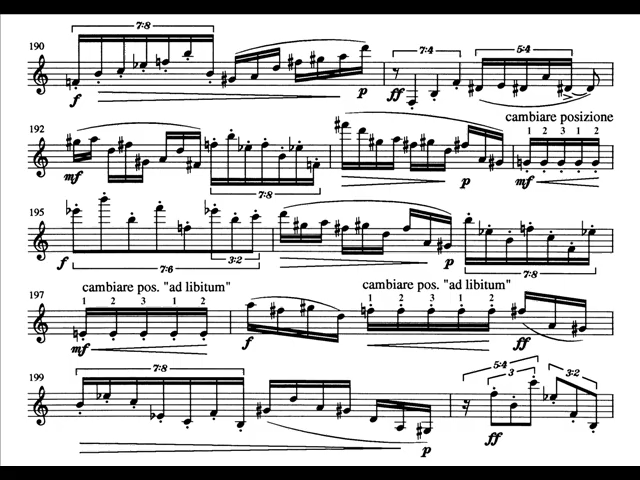 7:8
190
7:4
5:4
f
p
ff
cambiare posizione
192
1 2 3 1 2
mf
p
mf
7:8
195
f
3:2
p
7:6
7:8
cambiare pos. "ad libitum"
cambiare pos. "ad libitum"
197
1 2 3 1 2
1 2 3 1 2
mf
f
ff
199
7:8
5:4
3
3:2
p
ff